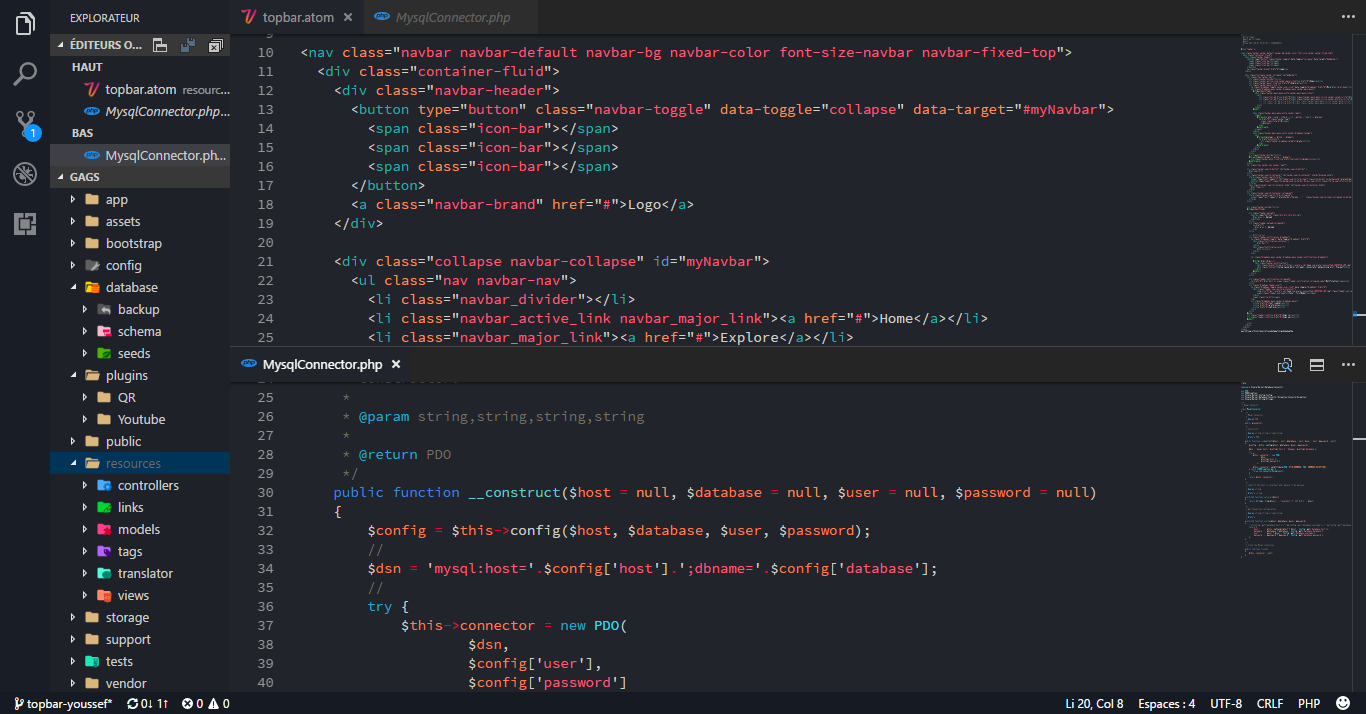 EXPLORATEUR
ÉDITEURS O...
HAUT
topbar.atom resourc...
MysqlConnector.php...
BAS
MysqlConnector.ph...
GAGS
app
assets
bootstrap
config
database
backup
schema
seeds
plugins
QR
Youtube
public
resources
controllers
links
models
tags
translator
views
storage
support
tests
vendor
1
topbar.atom
MysqlConnector.php
9
10 <nav class="navbar navbar-default navbar-bg navbar-color font-size-navbar navbar-fixed-top">
11 <div class="container-fluid">
12 <div class="navbar-header">
13 <button type="button" class="navbar-toggle" data-toggle="collapse" data-target="#myNavbar">
14 <span class="icon-bar"></span>
15 <span class="icon-bar"></span>
16 <span class="icon-bar"></span>
17 </button>
18 <a class="navbar-brand" href="#">Logo</a>
19 </div>
20
21 <div class="collapse navbar-collapse" id="myNavbar">
22 <ul class="nav navbar-nav">
23 <li class="navbar_divider"></li>
24 <li class="navbar_active_link navbar_major_link"><a href="#">Home</a></li>
25 <li class="navbar_major_link"><a href="#">Explore</a></li>
MysqlConnector.php
25 *
26 * @param string,string,string,string
27 *
28 * @return PDO
29 */
30 public function __construct($host = null, $database = null, $user = null, $password = null)
31 {
32 $config = $this->config($host, $database, $user, $password);
33 //
34 $dsn = 'mysql:host='.$config['host'].';dbname='.$config['database'];
35 //
36 try {
37 $this->connector = new PDO(
38 $dsn,
39 $config['user'],
40 $config['password']
topbar-youssef* 0↓ 1↑ 0 0 Li 20, Col 8 Espaces : 4 UTF-8 CRLF PHP